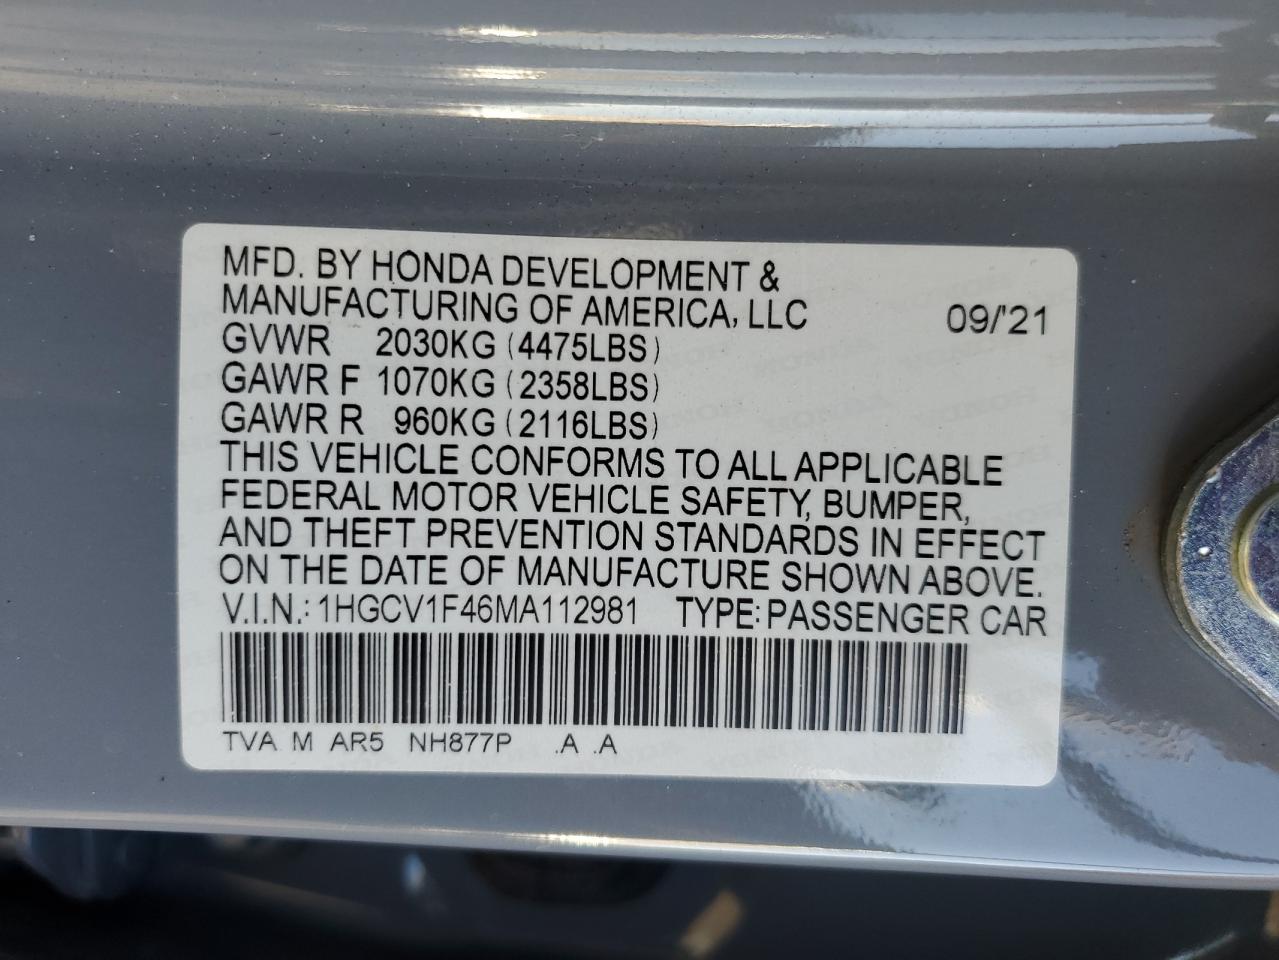 MFD. BY HONDA DEVELOPMENT &
MANUFACTURING OF AMERICA, LLC 09/'21
GVWR 2030KG (4475LBS)
GAWR F 1070KG (2358LBS)
GAWR R 960KG (2116LBS)
THIS VEHICLE CONFORMS TO ALL APPLICABLE
FEDERAL MOTOR VEHICLE SAFETY, BUMPER,
AND THEFT PREVENTION STANDARDS IN EFFECT
ON THE DATE OF MANUFACTURE SHOWN ABOVE.
V.I.N.: 1HGCV1F46MA112981 TYPE: PASSENGER CAR
TVA M AR5 NH877P .A .A